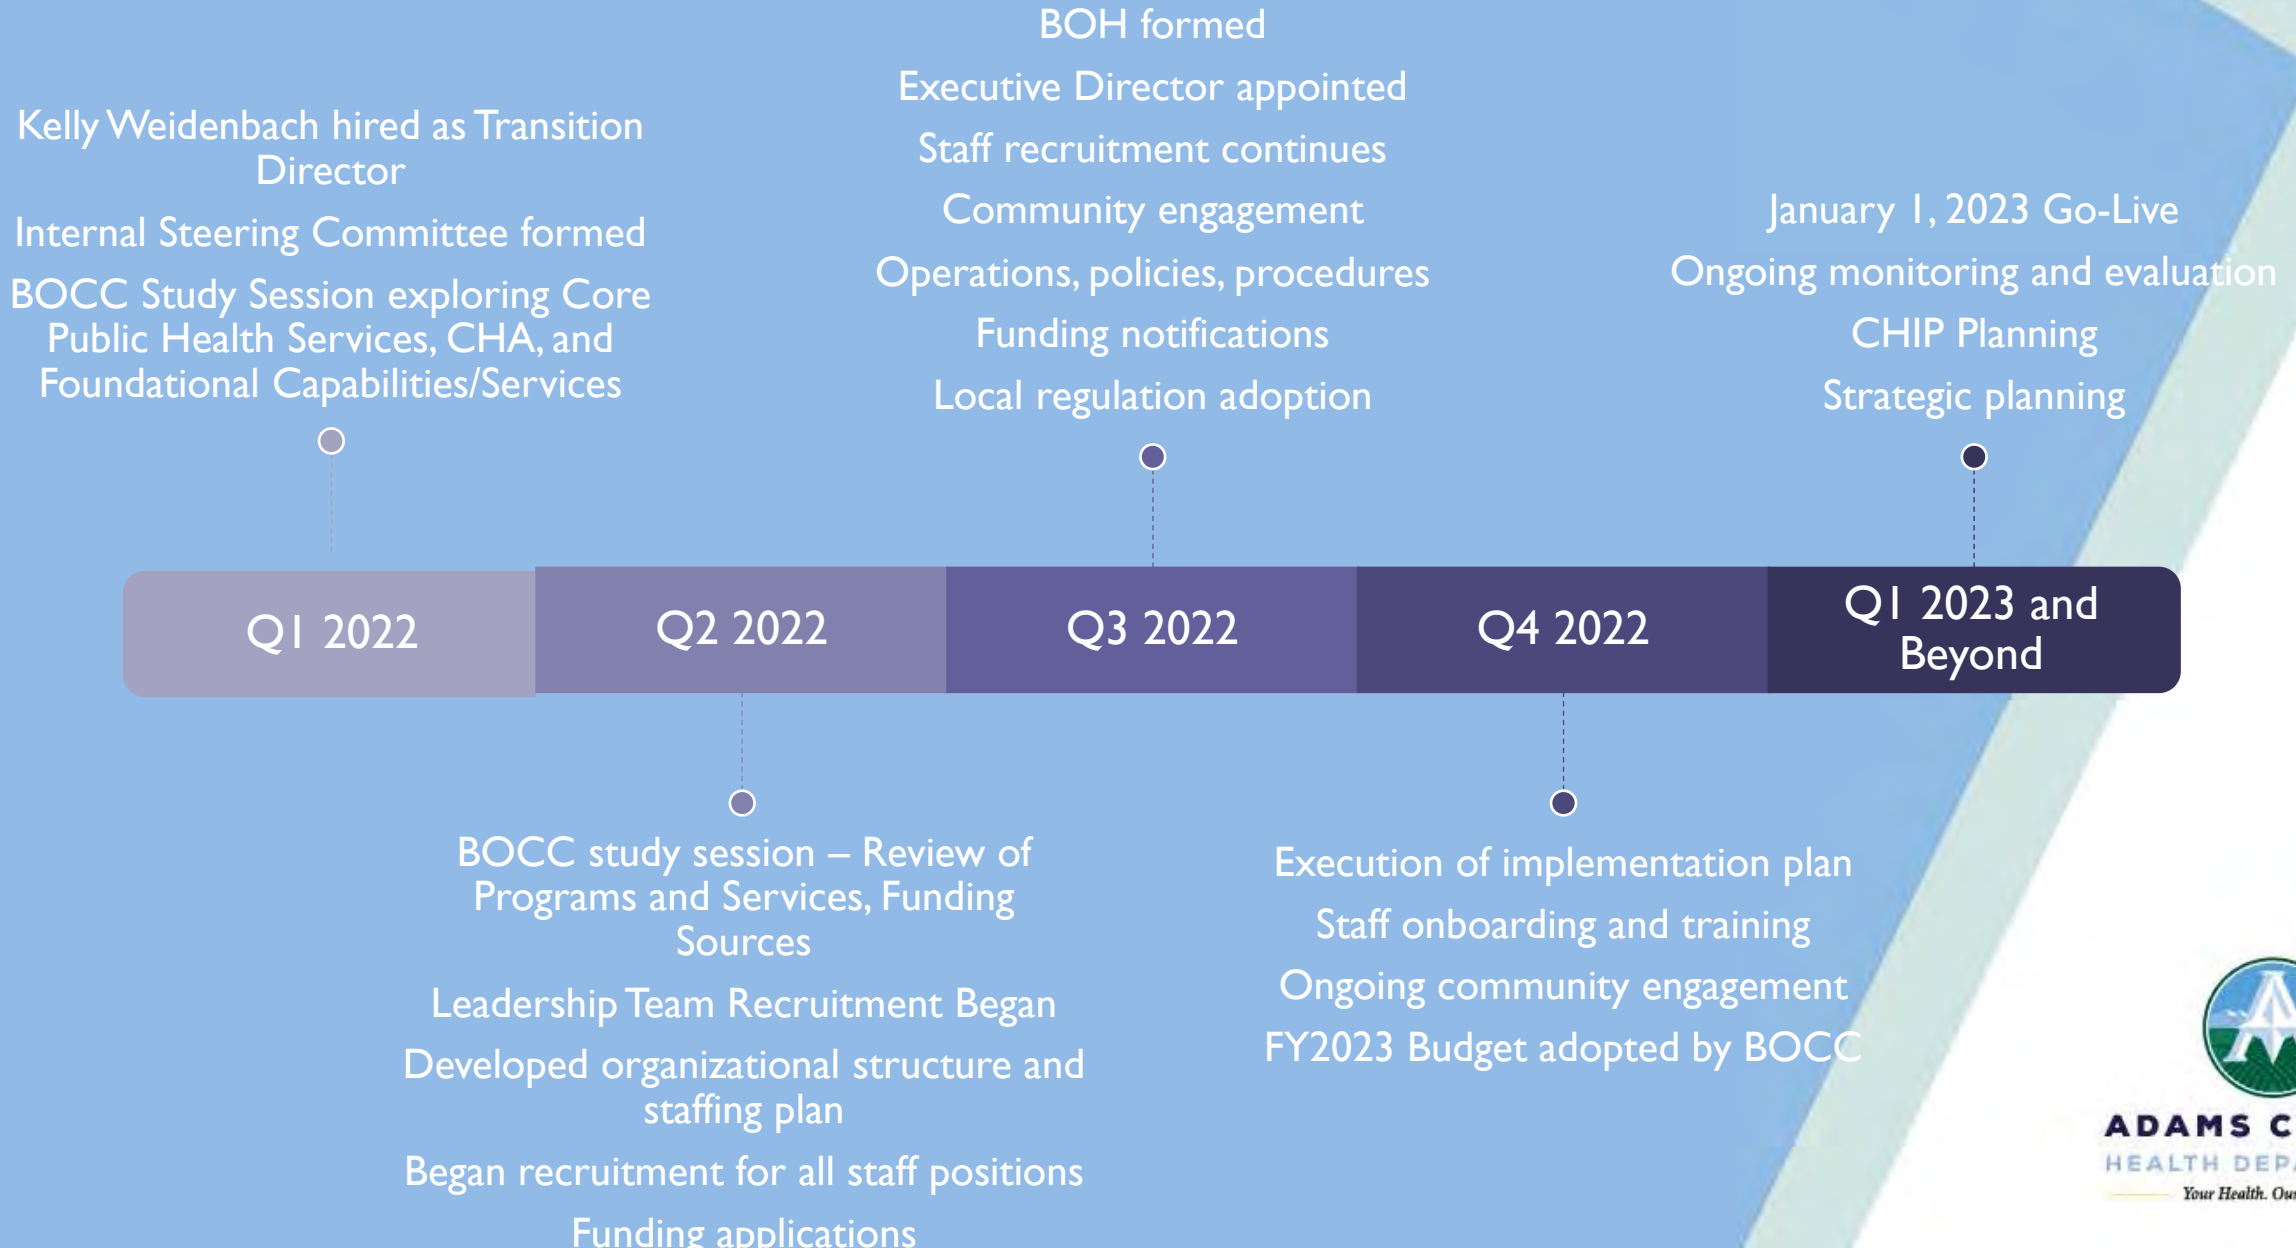 Kelly Weidenbach hired as Transition
Director
Internal Steering Committee formed
BOCC Study Session exploring Core
Public Health Services, CHA, and
Foundational Capabilities/Services
BOH formed
Executive Director appointed
Staff recruitment continues
Community engagement
Operations, policies, procedures
Funding notifications
Local regulation adoption
January 1, 2023 Go-Live
Ongoing monitoring and evaluation
CHIP Planning
Strategic planning
Q1 2022
Q2 2022
Q3 2022
Q4 2022
Q1 2023 and
Beyond
BOCC study session – Review of
Programs and Services, Funding
Sources
Leadership Team Recruitment Began
Developed organizational structure and
staffing plan
Began recruitment for all staff positions
Funding applications
Execution of implementation plan
Staff onboarding and training
Ongoing community engagement
FY2023 Budget adopted by BOCC
ADAMS
HEALTH
Your Health.